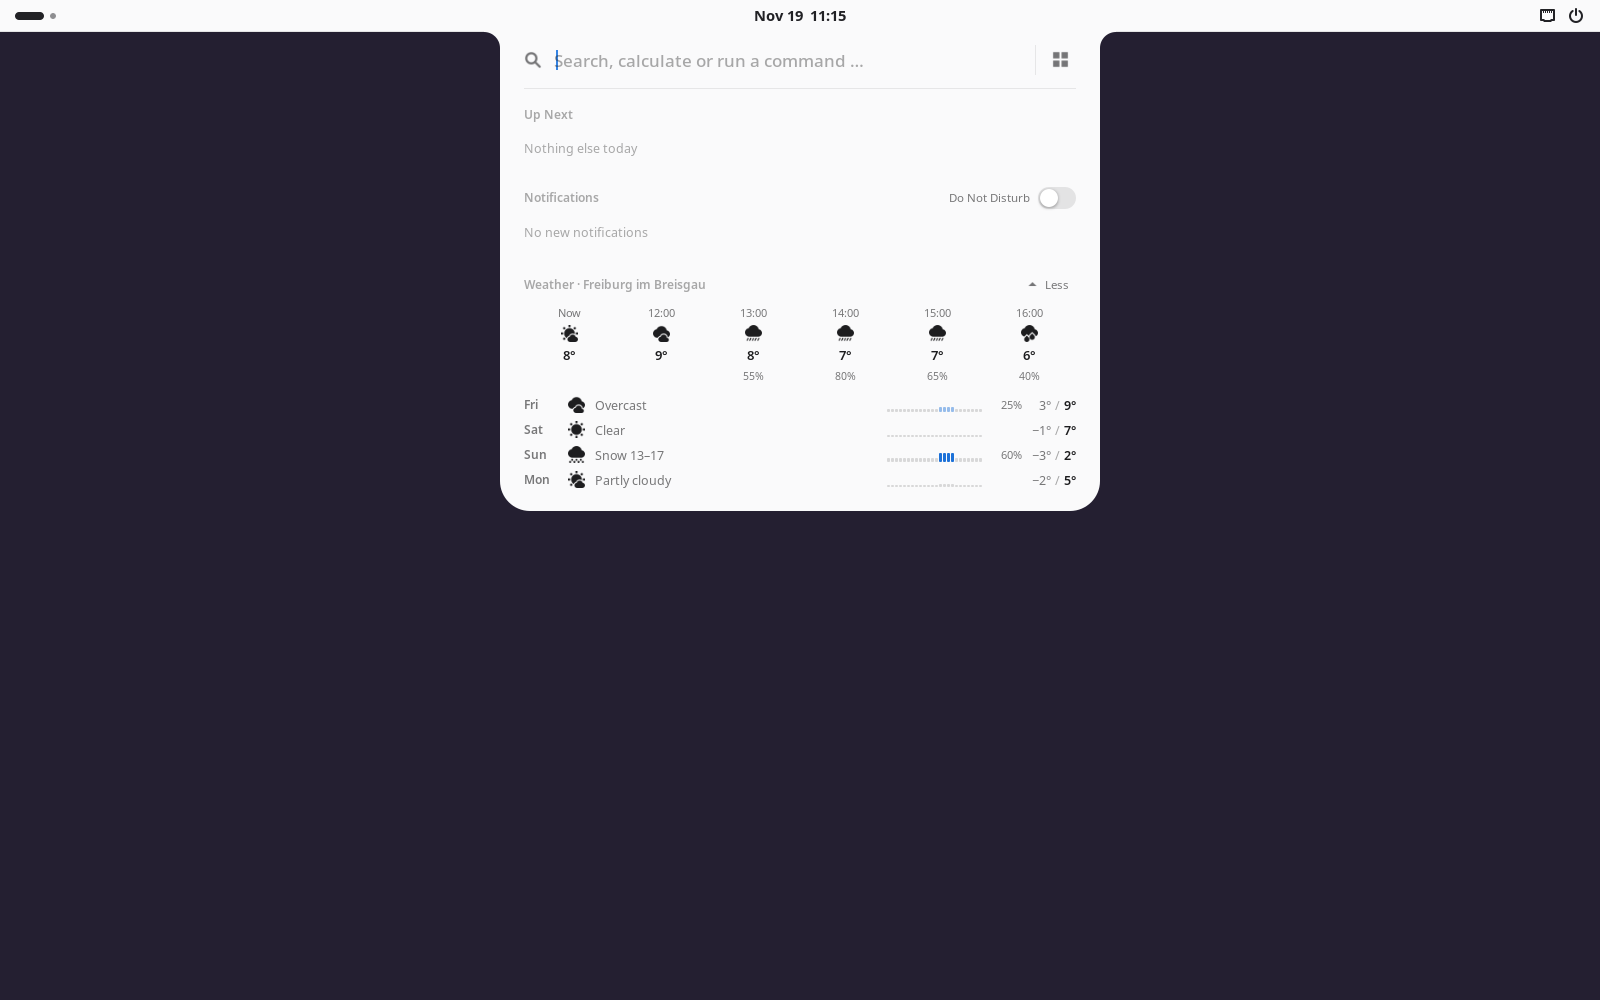 Nov 19 11:15
Search, calculate or run a command ...
Up Next
Nothing else today
Notifications Do Not Disturb
No new notifications
Weather · Freiburg im Breisgau Less
Now 12:00 13:00 14:00 15:00 16:00
8° 9° 8° 7° 7° 6°
55% 80% 65% 40%
Fri Overcast 25% 3° / 9°
Sat Clear −1° / 7°
Sun Snow 13–17 60% −3° / 2°
Mon Partly cloudy −2° / 5°